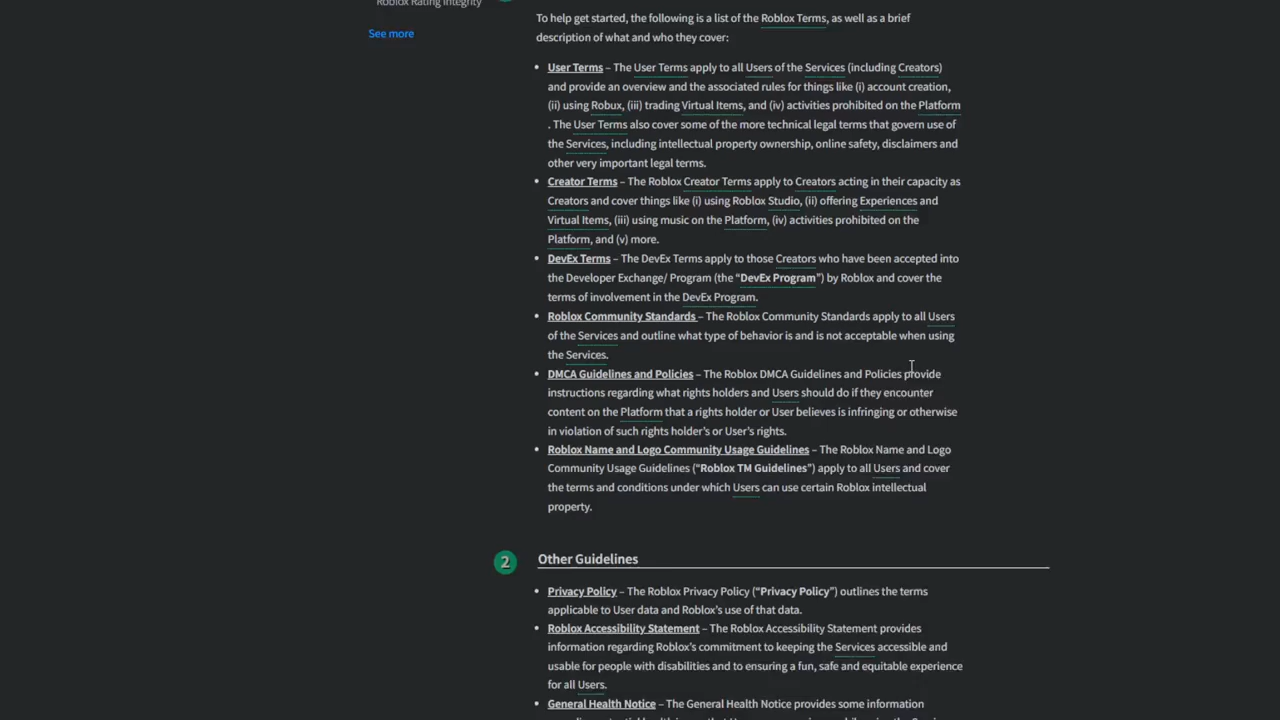 Roblox Rating Integrity
See more
To help get started, the following is a list of the Roblox Terms, as well as a brief
description of what and who they cover:
• User Terms – The User Terms apply to all Users of the Services (including Creators)
and provide an overview and the associated rules for things like (i) account creation,
(ii) using Robux, (iii) trading Virtual Items, and (iv) activities prohibited on the Platform
. The User Terms also cover some of the more technical legal terms that govern use of
the Services, including intellectual property ownership, online safety, disclaimers and
other very important legal terms.
• Creator Terms – The Roblox Creator Terms apply to Creators acting in their capacity as
Creators and cover things like (i) using Roblox Studio, (ii) offering Experiences and
Virtual Items, (iii) using music on the Platform, (iv) activities prohibited on the
Platform, and (v) more.
• DevEx Terms – The DevEx Terms apply to those Creators who have been accepted into
the Developer Exchange/ Program (the “DevEx Program”) by Roblox and cover the
terms of involvement in the DevEx Program.
• Roblox Community Standards – The Roblox Community Standards apply to all Users
of the Services and outline what type of behavior is and is not acceptable when using
the Services.
• DMCA Guidelines and Policies – The Roblox DMCA Guidelines and Policies provide
instructions regarding what rights holders and Users should do if they encounter
content on the Platform that a rights holder or User believes is infringing or otherwise
in violation of such rights holder’s or User’s rights.
• Roblox Name and Logo Community Usage Guidelines – The Roblox Name and Logo
Community Usage Guidelines (“Roblox TM Guidelines”) apply to all Users and cover
the terms and conditions under which Users can use certain Roblox intellectual
property.
2 Other Guidelines
• Privacy Policy – The Roblox Privacy Policy (“Privacy Policy”) outlines the terms
applicable to User data and Roblox’s use of that data.
• Roblox Accessibility Statement – The Roblox Accessibility Statement provides
information regarding Roblox’s commitment to keeping the Services accessible and
usable for people with disabilities and to ensuring a fun, safe and equitable experience
for all Users.
• General Health Notice – The General Health Notice provides some information